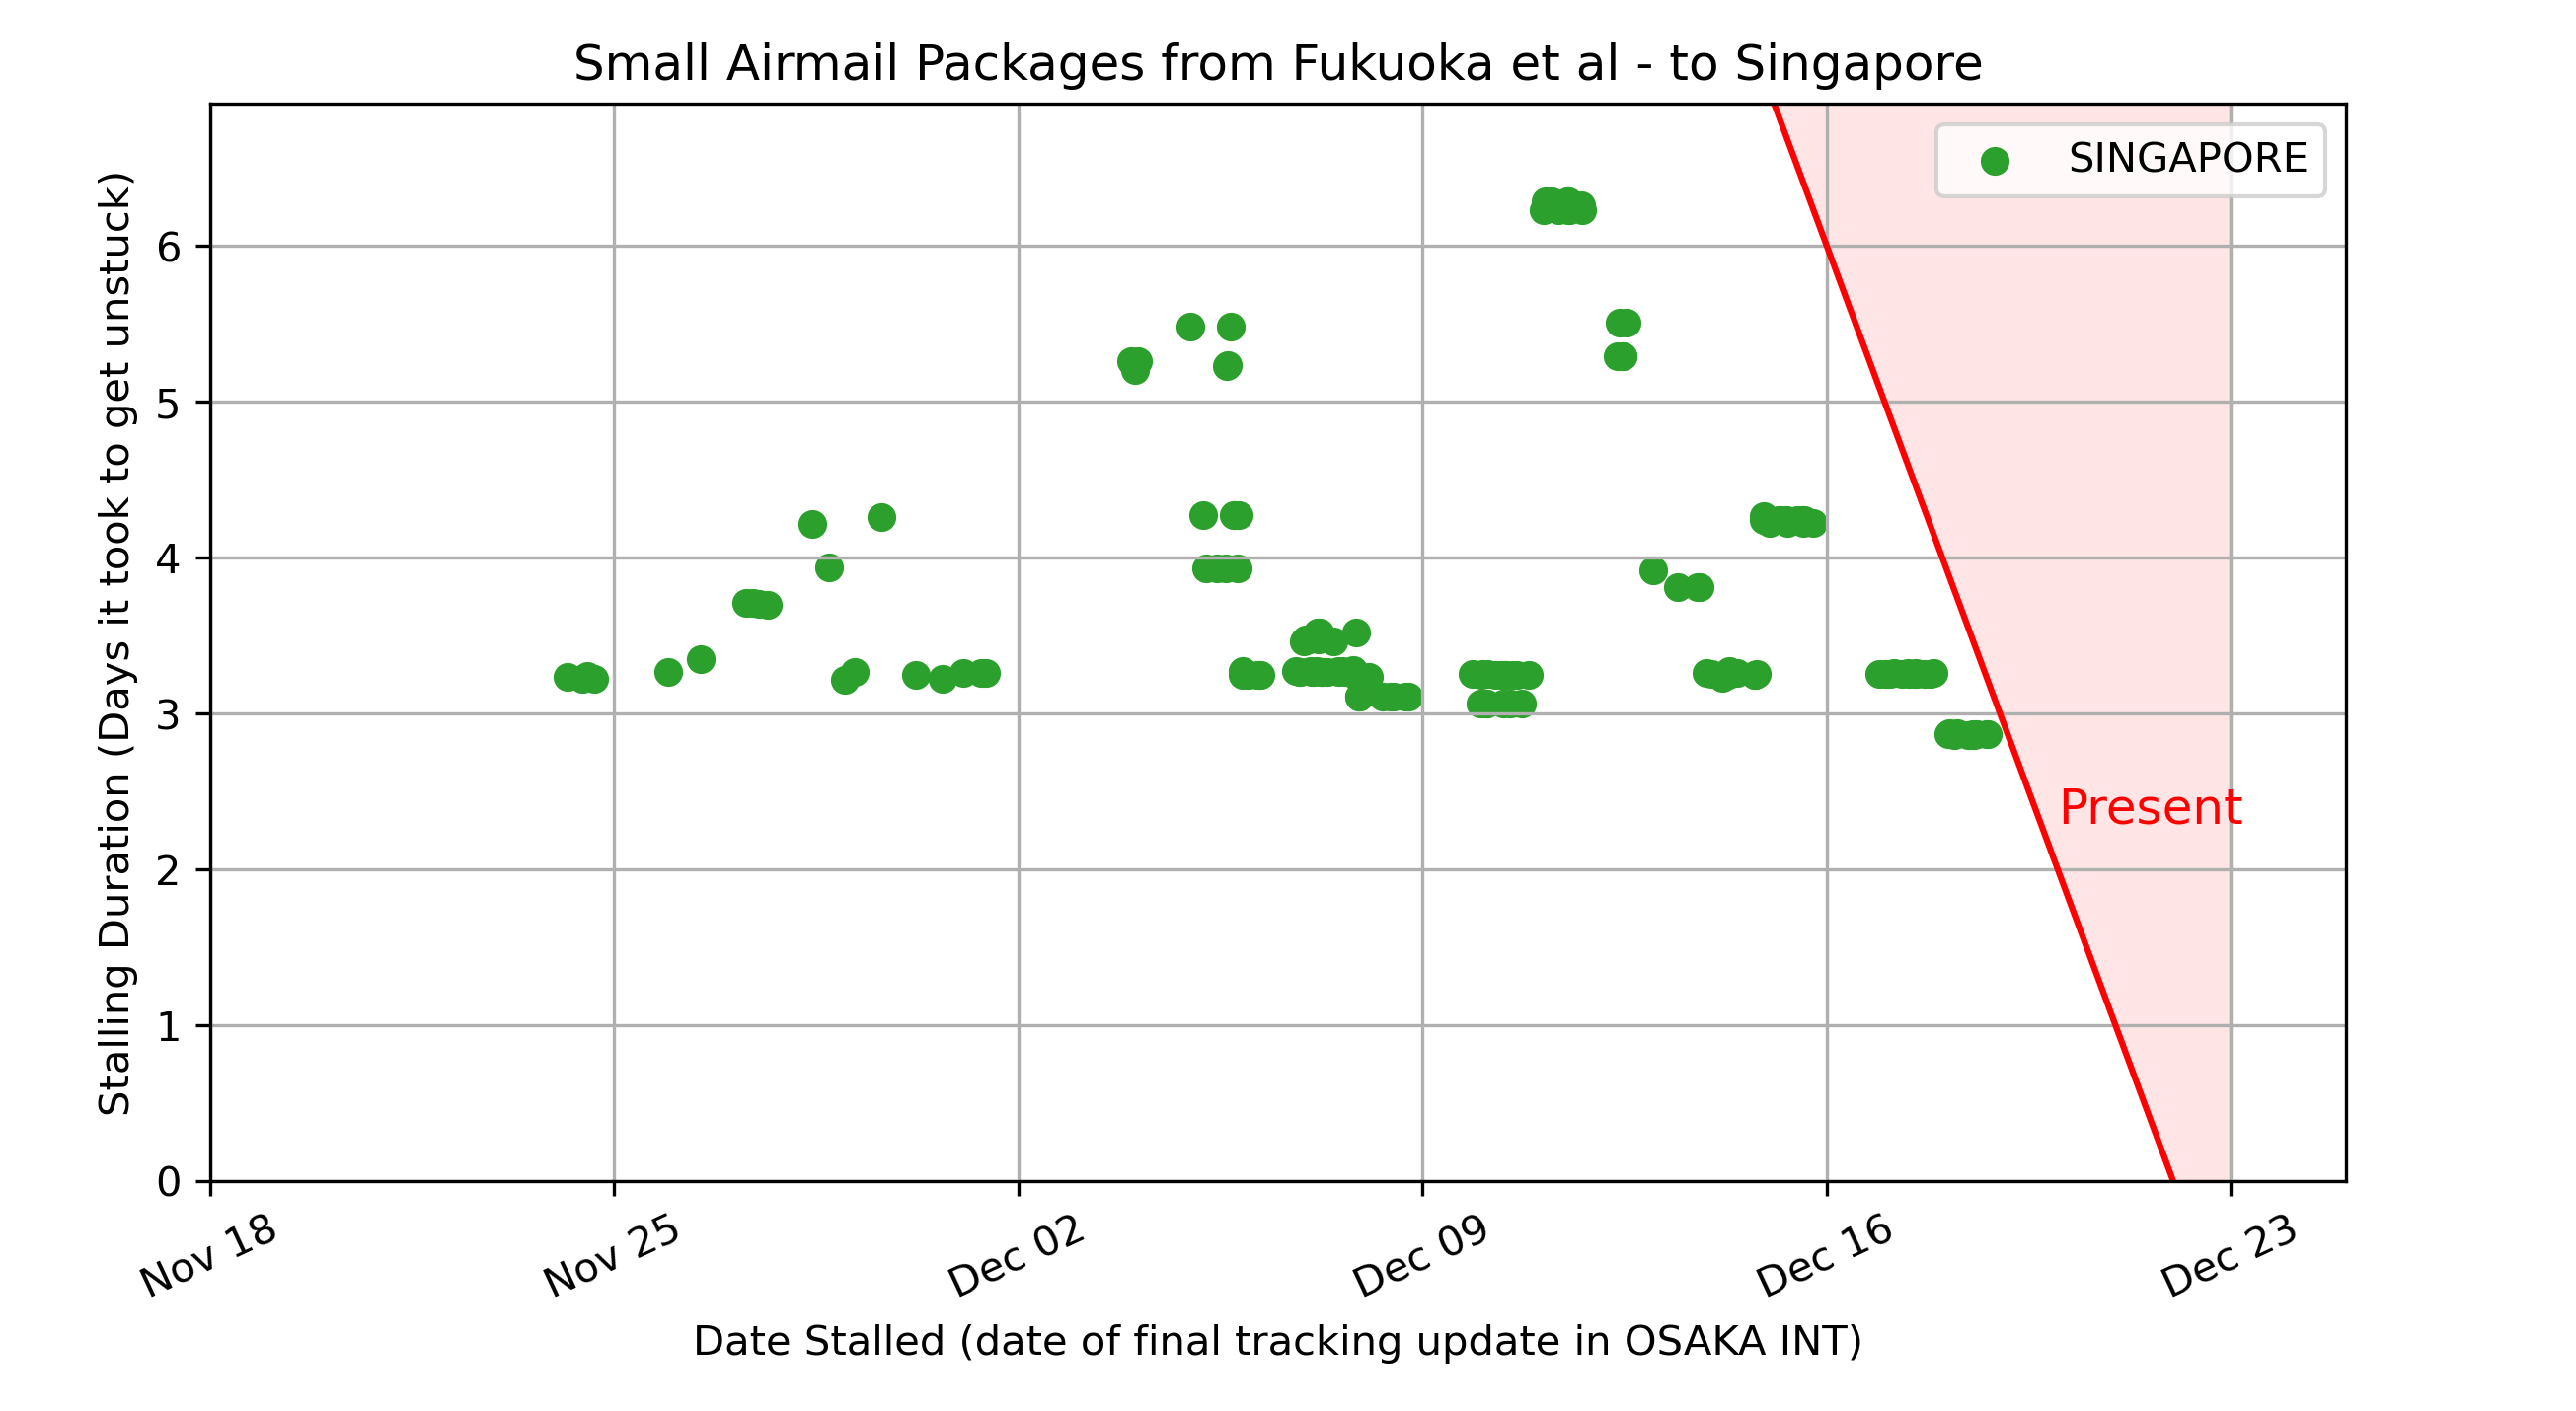 Small Airmail Packages from Fukuoka et al - to Singapore
SINGAPORE
Stalling Duration (Days it took to get unstuck)
6
5
4
3
2
1
0
Present
Nov 18
Nov 25
Dec 02
Dec 09
Dec 16
Dec 23
Date Stalled (date of final tracking update in OSAKA INT)